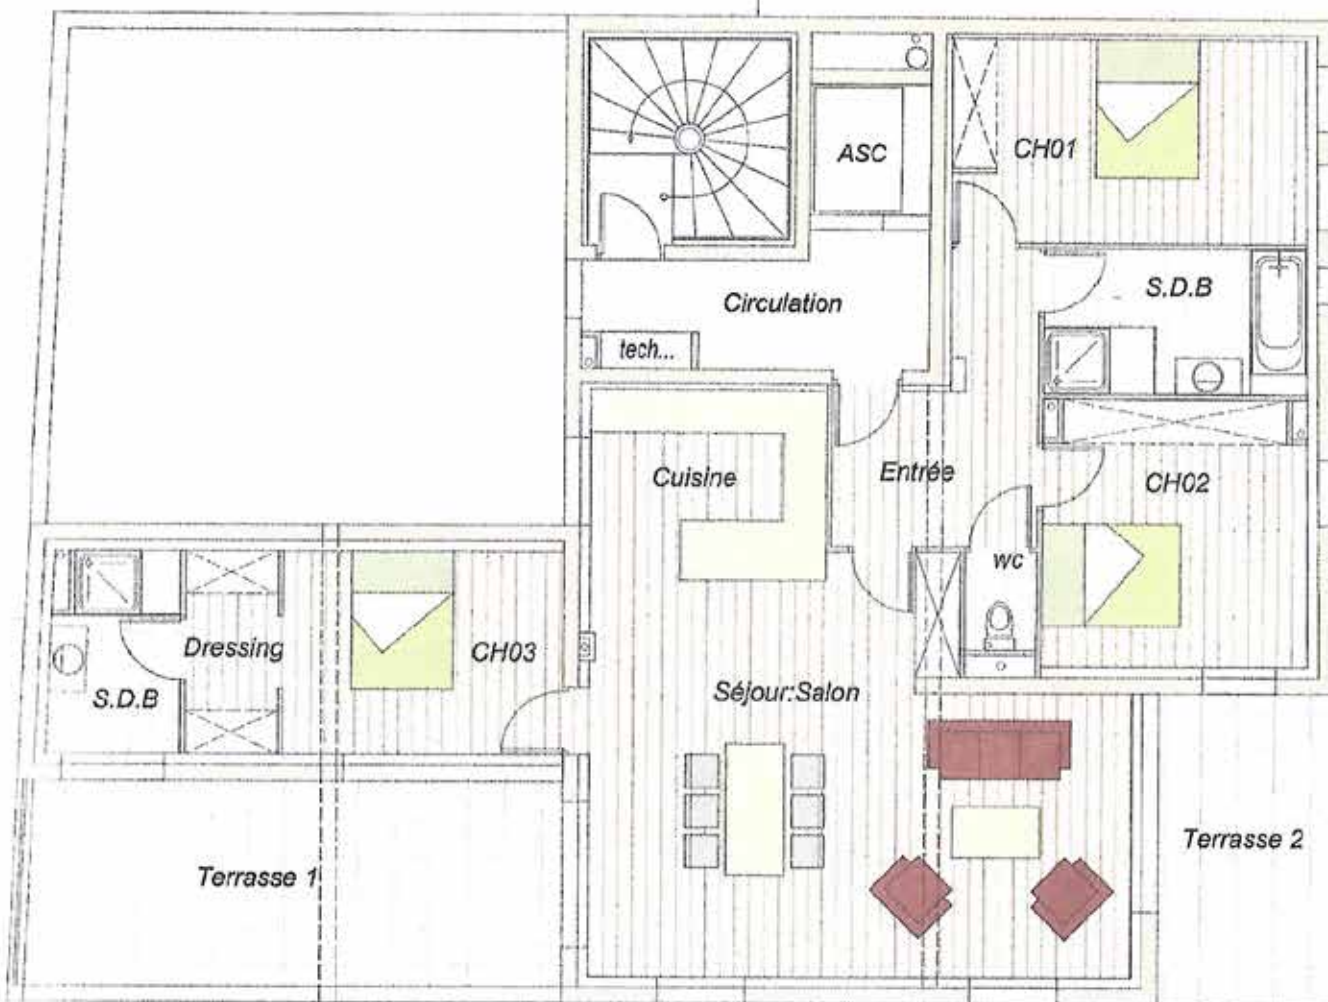 ASC
CH01
Circulation
S.D.B
tech...
Cuisine
Entrée
CH02
wc
Dressing
CH03
S.D.B
Séjour:Salon
Terrasse 1
Terrasse 2